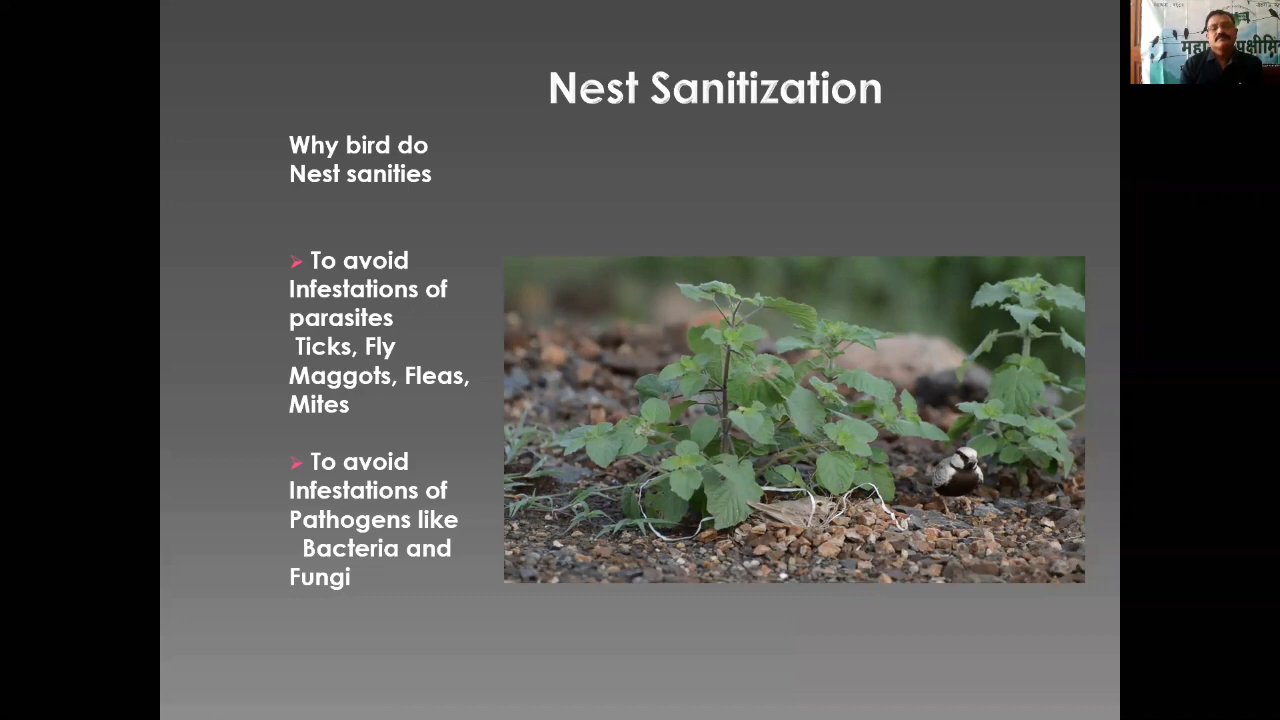 Nest Sanitization
Why bird do
Nest sanities
To avoid
Infestations of
parasites
Ticks, Fly
Maggots, Fleas,
Mites
To avoid
Infestations of
Pathogens like
Bacteria and
Fungi